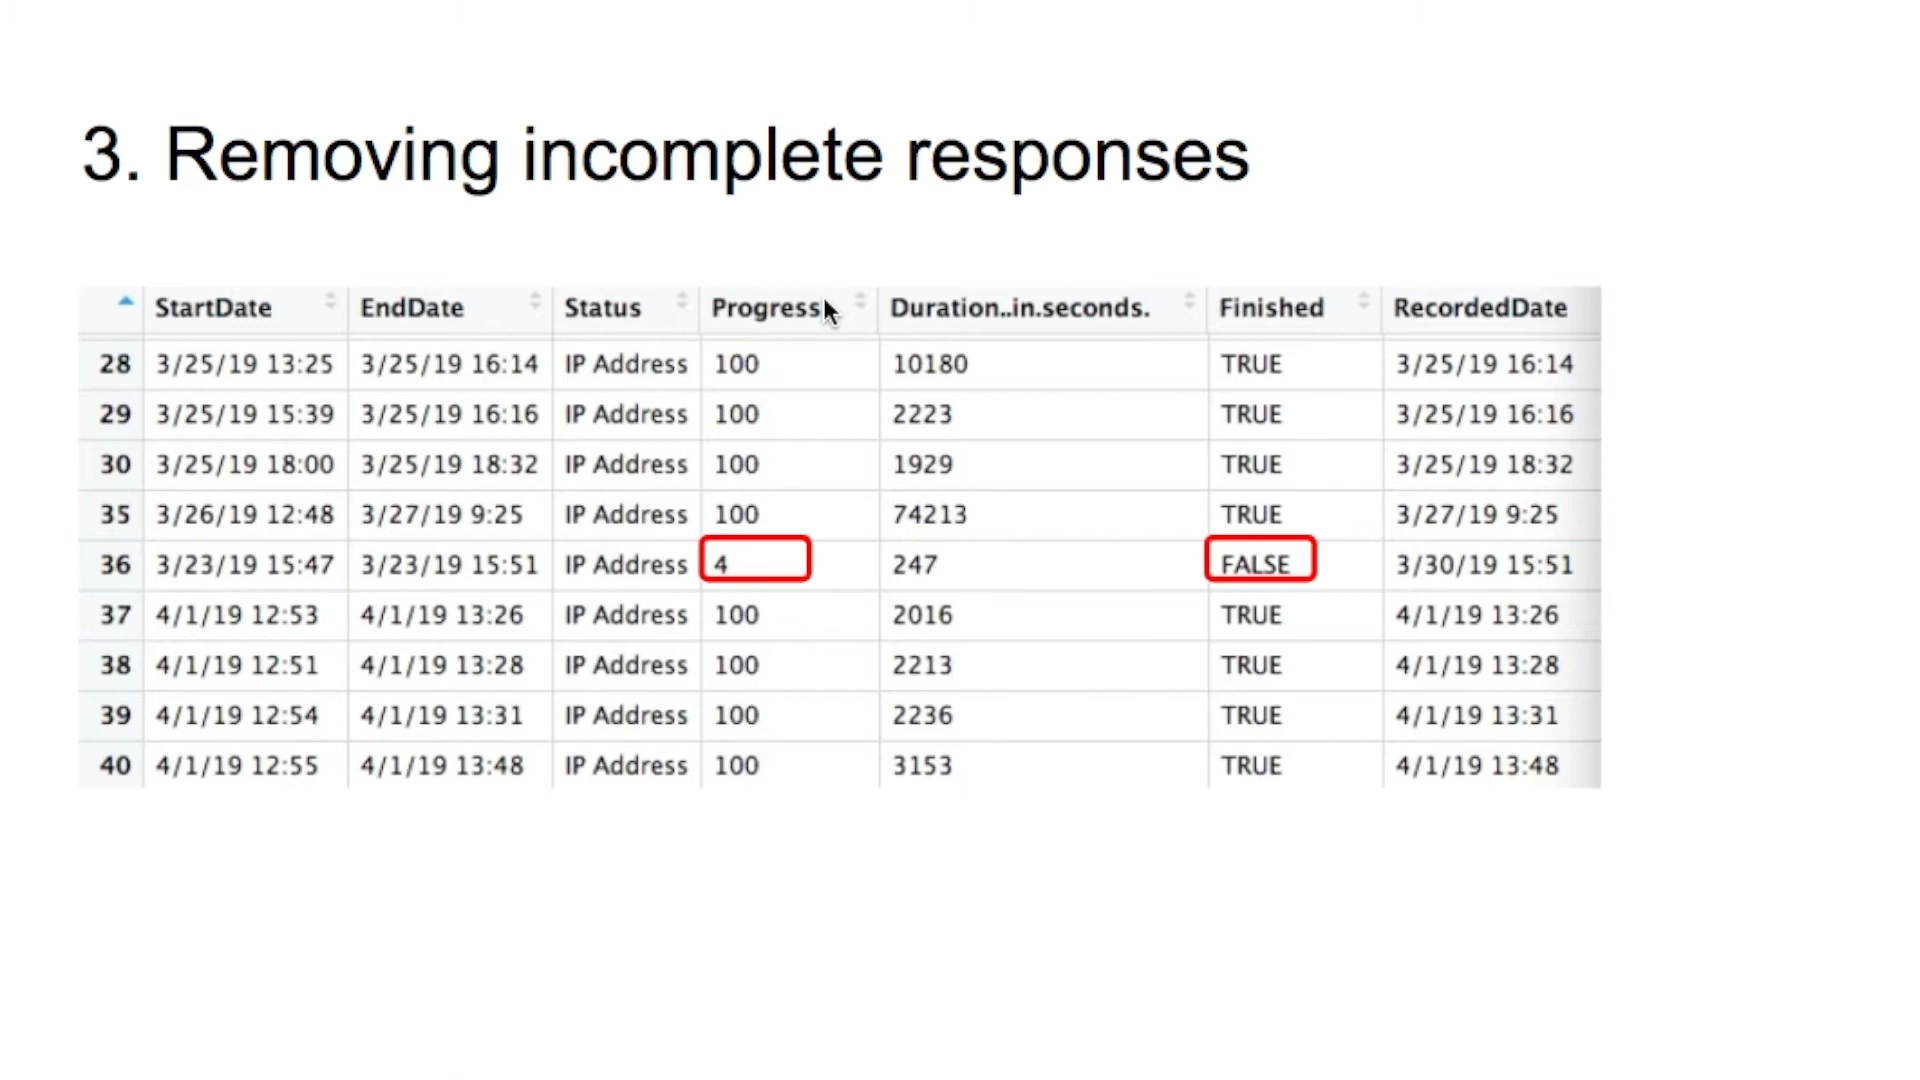 3. Removing incomplete responses
StartDate EndDate Status Progress Duration..in.seconds. Finished RecordedDate
28 3/25/19 13:25 3/25/19 16:14 IP Address 100 10180 TRUE 3/25/19 16:14
29 3/25/19 15:39 3/25/19 16:16 IP Address 100 2223 TRUE 3/25/19 16:16
30 3/25/19 18:00 3/25/19 18:32 IP Address 100 1929 TRUE 3/25/19 18:32
35 3/26/19 12:48 3/27/19 9:25 IP Address 100 74213 TRUE 3/27/19 9:25
36 3/23/19 15:47 3/23/19 15:51 IP Address 4 247 FALSE 3/30/19 15:51
37 4/1/19 12:53 4/1/19 13:26 IP Address 100 2016 TRUE 4/1/19 13:26
38 4/1/19 12:51 4/1/19 13:28 IP Address 100 2213 TRUE 4/1/19 13:28
39 4/1/19 12:54 4/1/19 13:31 IP Address 100 2236 TRUE 4/1/19 13:31
40 4/1/19 12:55 4/1/19 13:48 IP Address 100 3153 TRUE 4/1/19 13:48